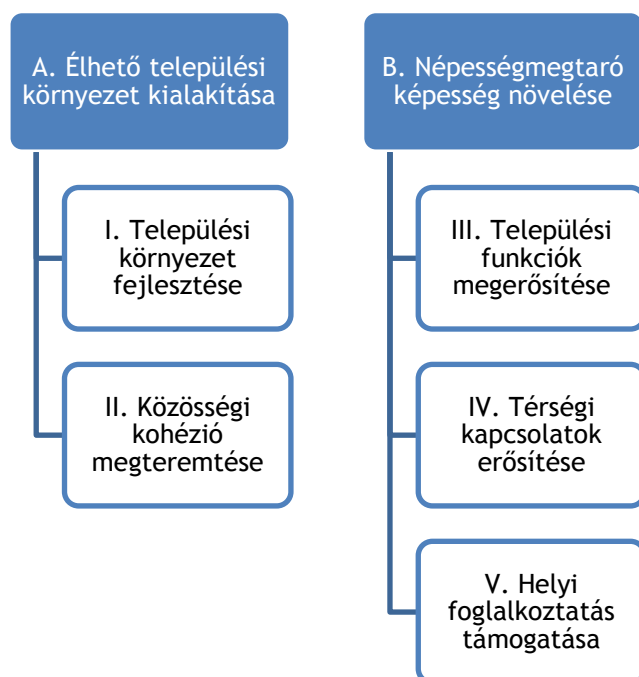 A. Élhető települési
környezet kialakítása
I. Települési
környezet
fejlesztése
II. Közösségi
kohézió
megteremtése
B. Népességmegtaró
képesség növelése
III. Települési
funkciók
megerősítése
IV. Térségi
kapcsolatok
erősítése
V. Helyi
foglalkoztatás
támogatása